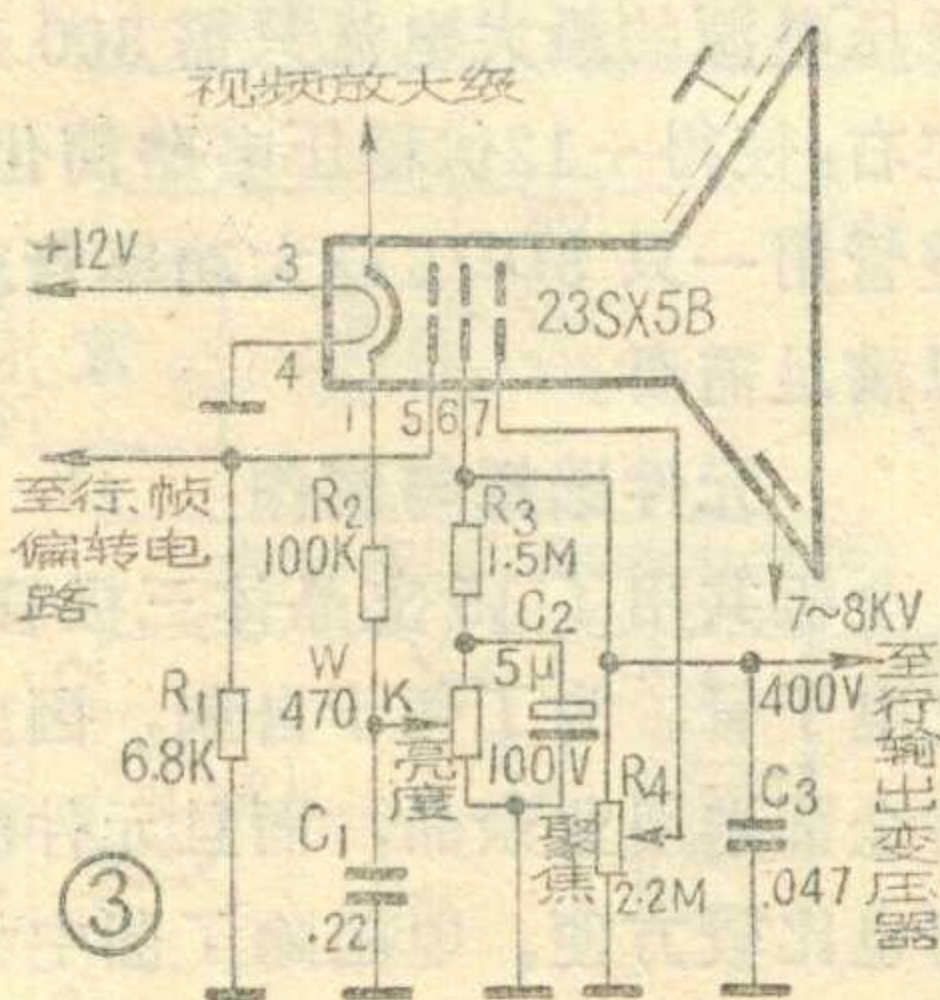 视频放大级
+12V
3
4
23SX5B
1
5
6
7
至行、帧
偏转电
路
R2
100K
R3
1.5M
C2
5μ
100V
7~8KV
W
470K
亮
度
R1
6.8K
400V
至
行
输
出
变
压
器
R4
2.2M
聚
焦
C3
.047
C1
.22
③